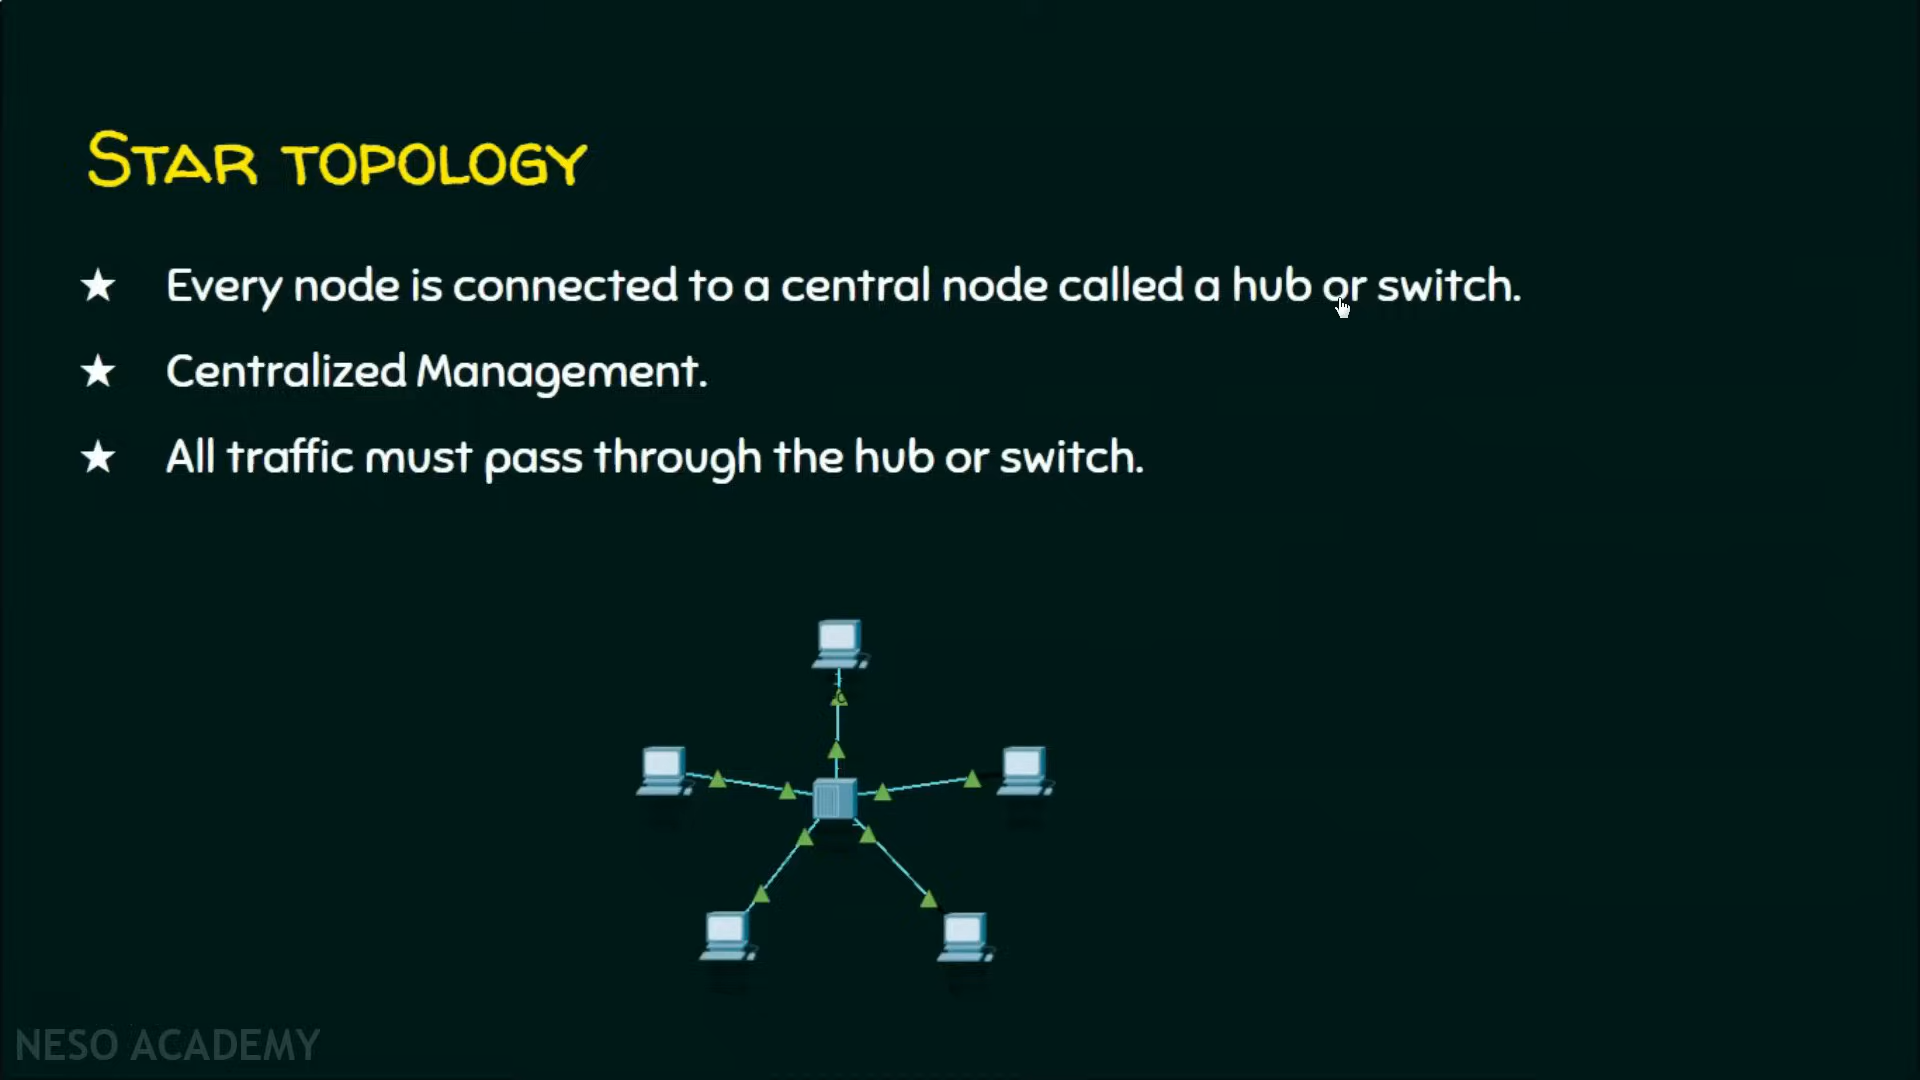 STAR TOPOLOGY
★ Every node is connected to a central node called a hub or switch.
★ Centralized Management.
★ All traffic must pass through the hub or switch.
NESO ACADEMY